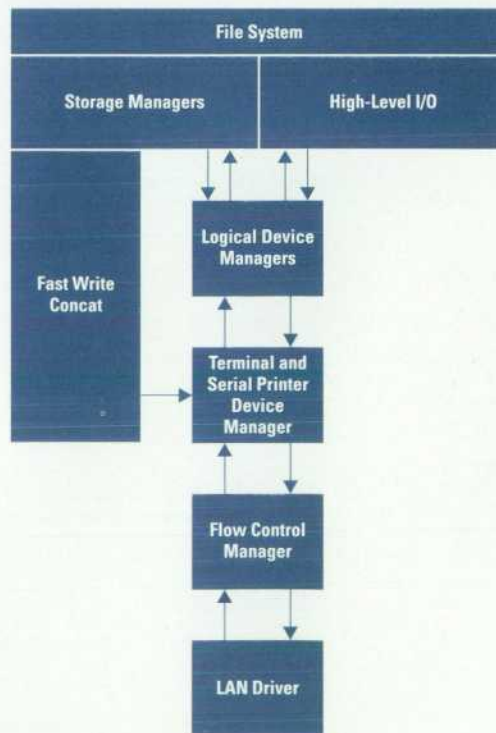 File System
Storage Managers
High-Level I/O
Logical Device
Managers
Fast Write
Concat
Terminal and
Serial Printer
Device
Manager
Flow Control
Manager
LAN Driver